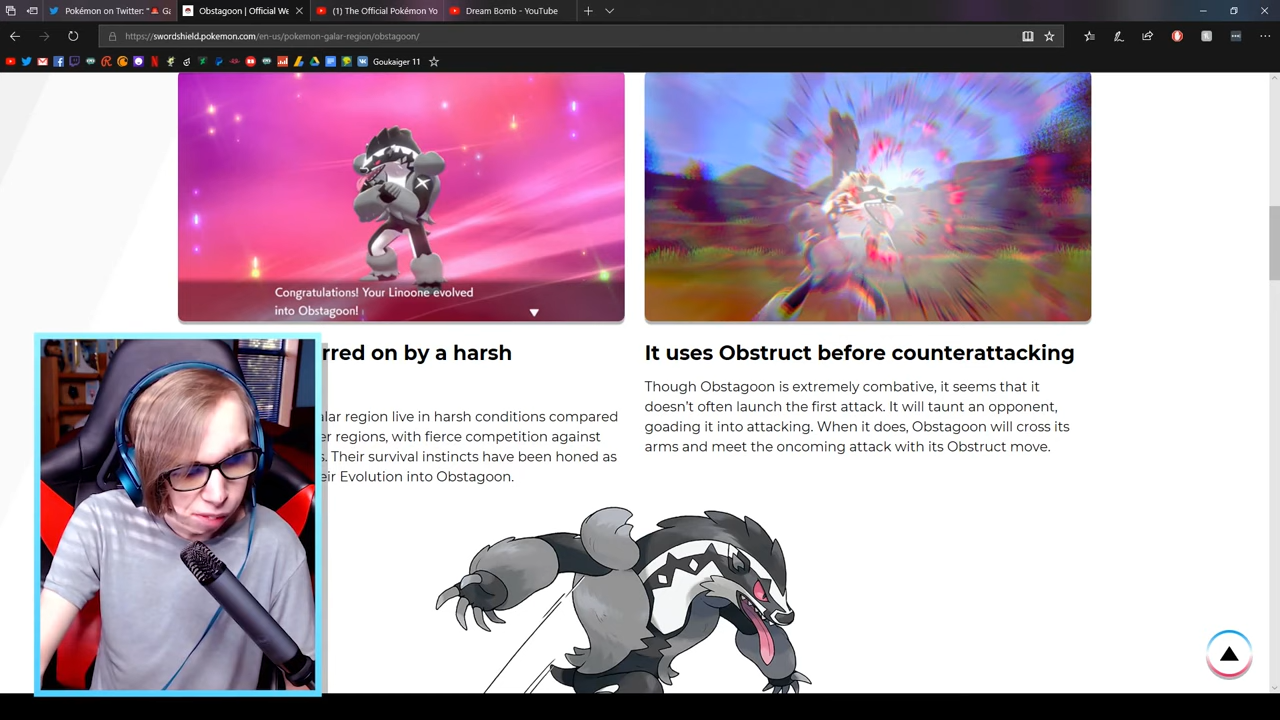 Pokémon on Twitter: "
Ga
Obstagoon | Official We
(1) The Official Pokémon Yo
Dream Bomb - YouTube
https://swordshield.pokemon.com/en-us/pokemon-galar-region/obstagoon/
Goukaiger 11
Congratulations! Your Linoone evolved
into Obstagoon!
rred on by a harsh
It uses Obstruct before counterattacking
Though Obstagoon is extremely combative, it seems that it
doesn't often launch the first attack. It will taunt an opponent,
goading it into attacking. When it does, Obstagoon will cross its
arms and meet the oncoming attack with its Obstruct move.
alar region live in harsh conditions compared
er regions, with fierce competition against
s. Their survival instincts have been honed as
eir Evolution into Obstagoon.